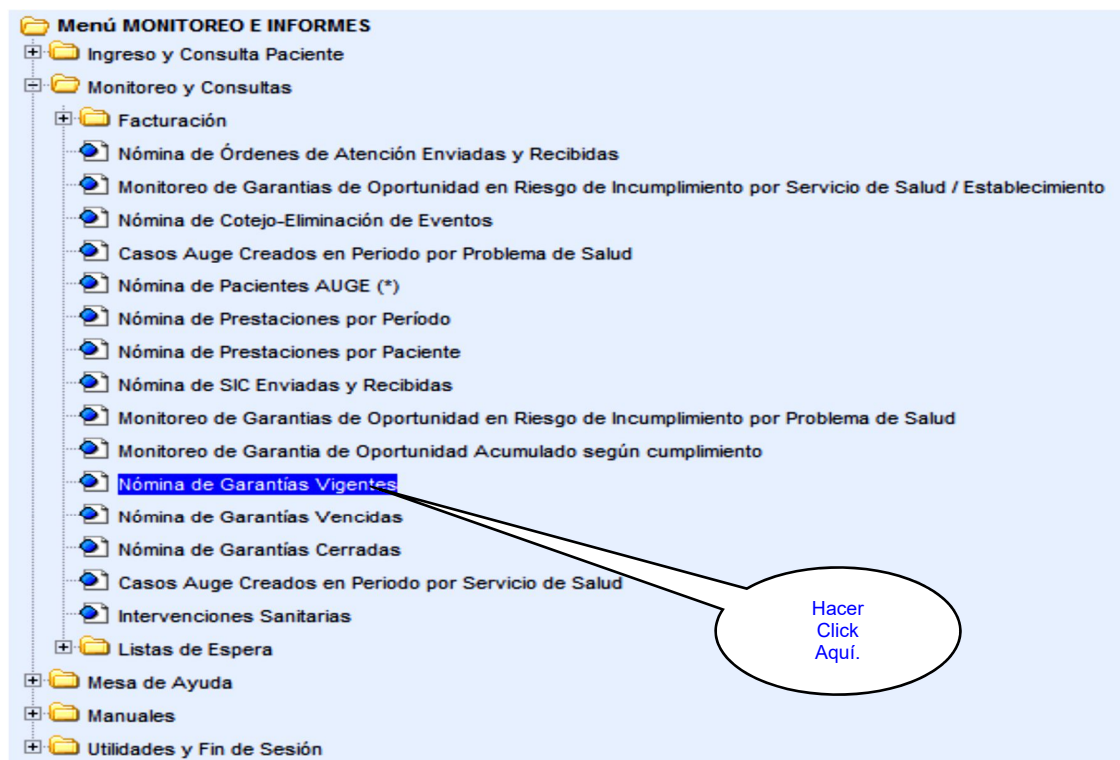 Menú MONITOREO E INFORMES
Ingreso y Consulta Paciente
Monitoreo y Consultas
Facturación
Nómina de Órdenes de Atención Enviadas y Recibidas
Monitoreo de Garantias de Oportunidad en Riesgo de Incumplimiento por Servicio de Salud / Establecimiento
Nómina de Cotejo-Eliminación de Eventos
Casos Auge Creados en Periodo por Problema de Salud
Nómina de Pacientes AUGE (*)
Nómina de Prestaciones por Período
Nómina de Prestaciones por Paciente
Nómina de SIC Enviadas y Recibidas
Monitoreo de Garantias de Oportunidad en Riesgo de Incumplimiento por Problema de Salud
Monitoreo de Garantia de Oportunidad Acumulado según cumplimiento
Nómina de Garantías Vigentes
Nómina de Garantías Vencidas
Nómina de Garantías Cerradas
Casos Auge Creados en Periodo por Servicio de Salud
Intervenciones Sanitarias
Listas de Espera
Mesa de Ayuda
Manuales
Utilidades y Fin de Sesión
Hacer
Click
Aquí.